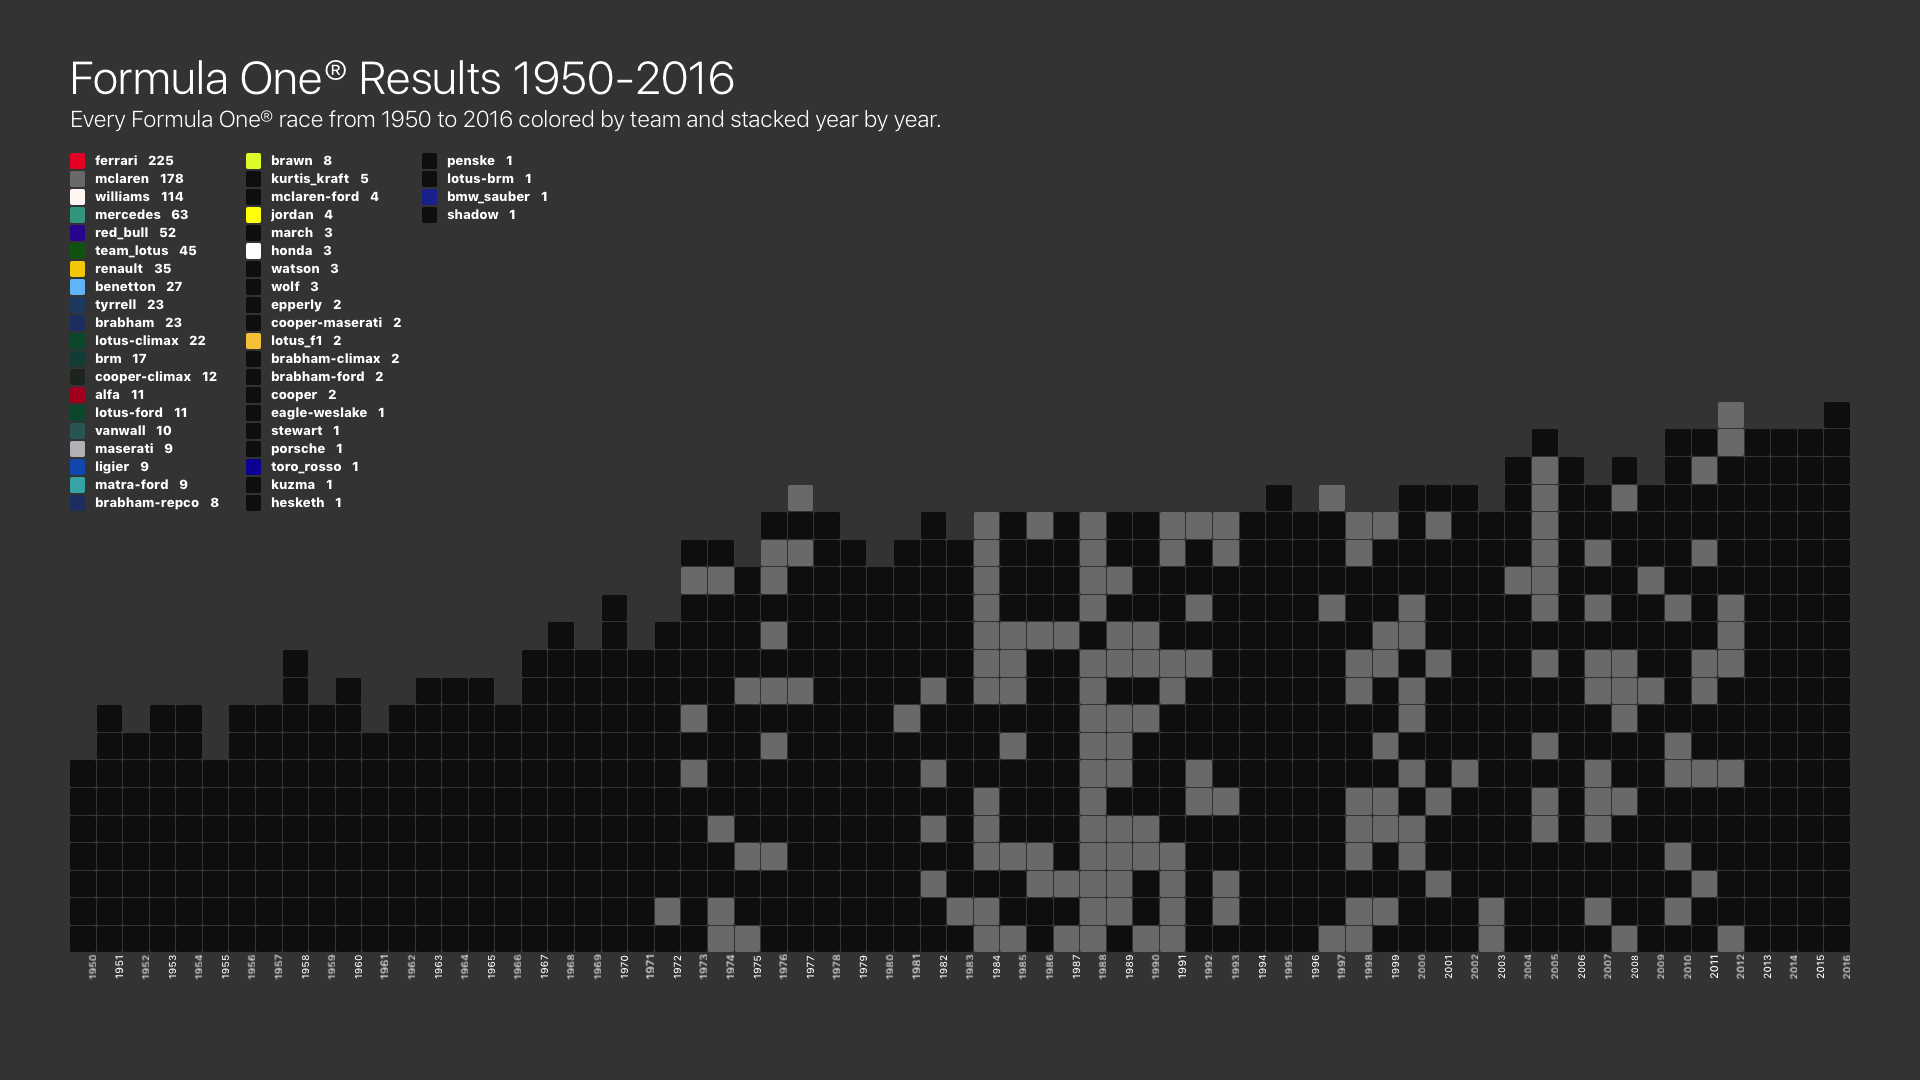 Formula One® Results 1950-2016
Every Formula One® race from 1950 to 2016 colored by team and stacked year by year.
ferrari 225
mclaren 178
williams 114
mercedes 63
red_bull 52
team_lotus 45
renault 35
benetton 27
tyrrell 23
brabham 23
lotus-climax 22
brm 17
cooper-climax 12
alfa 11
lotus-ford 11
vanwall 10
maserati 9
ligier 9
matra-ford 9
brabham-repco 8
brawn 8
kurtis_kraft 5
mclaren-ford 4
jordan 4
march 3
honda 3
watson 3
wolf 3
epperly 2
cooper-maserati 2
lotus_f1 2
brabham-climax 2
brabham-ford 2
cooper 2
eagle-weslake 1
stewart 1
porsche 1
toro_rosso 1
kuzma 1
hesketh 1
penske 1
lotus-brm 1
bmw_sauber 1
shadow 1
1950
1951
1952
1953
1954
1955
1956
1957
1958
1959
1960
1961
1962
1963
1964
1965
1966
1967
1968
1969
1970
1971
1972
1973
1974
1975
1976
1977
1978
1979
1980
1981
1982
1983
1984
1985
1986
1987
1988
1989
1990
1991
1992
1993
1994
1995
1996
1997
1998
1999
2000
2001
2002
2003
2004
2005
2006
2007
2008
2009
2010
2011
2012
2013
2014
2015
2016